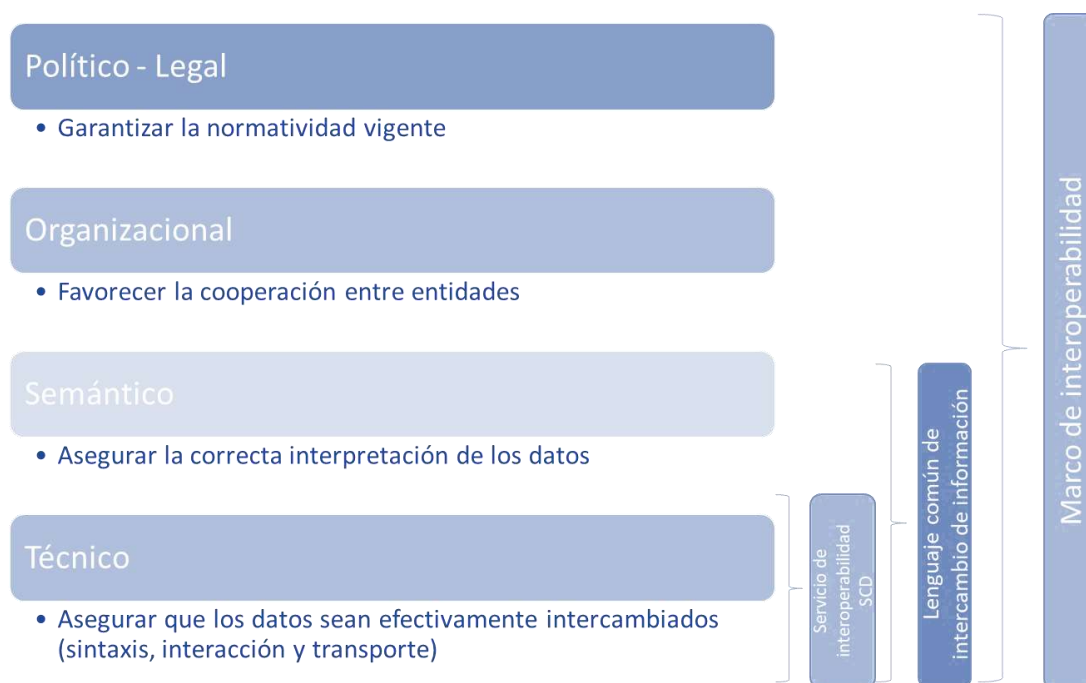 Político - Legal
• Garantizar la normatividad vigente
Organizacional
• Favorecer la cooperación entre entidades
Semántico
• Asegurar la correcta interpretación de los datos
Técnico
• Asegurar que los datos sean efectivamente intercambiados
(sintaxis, interacción y transporte)
Servicio de
interoperabilidad
SCD
Lenguaje común de
intercambio de información
Marco de interoperabilidad